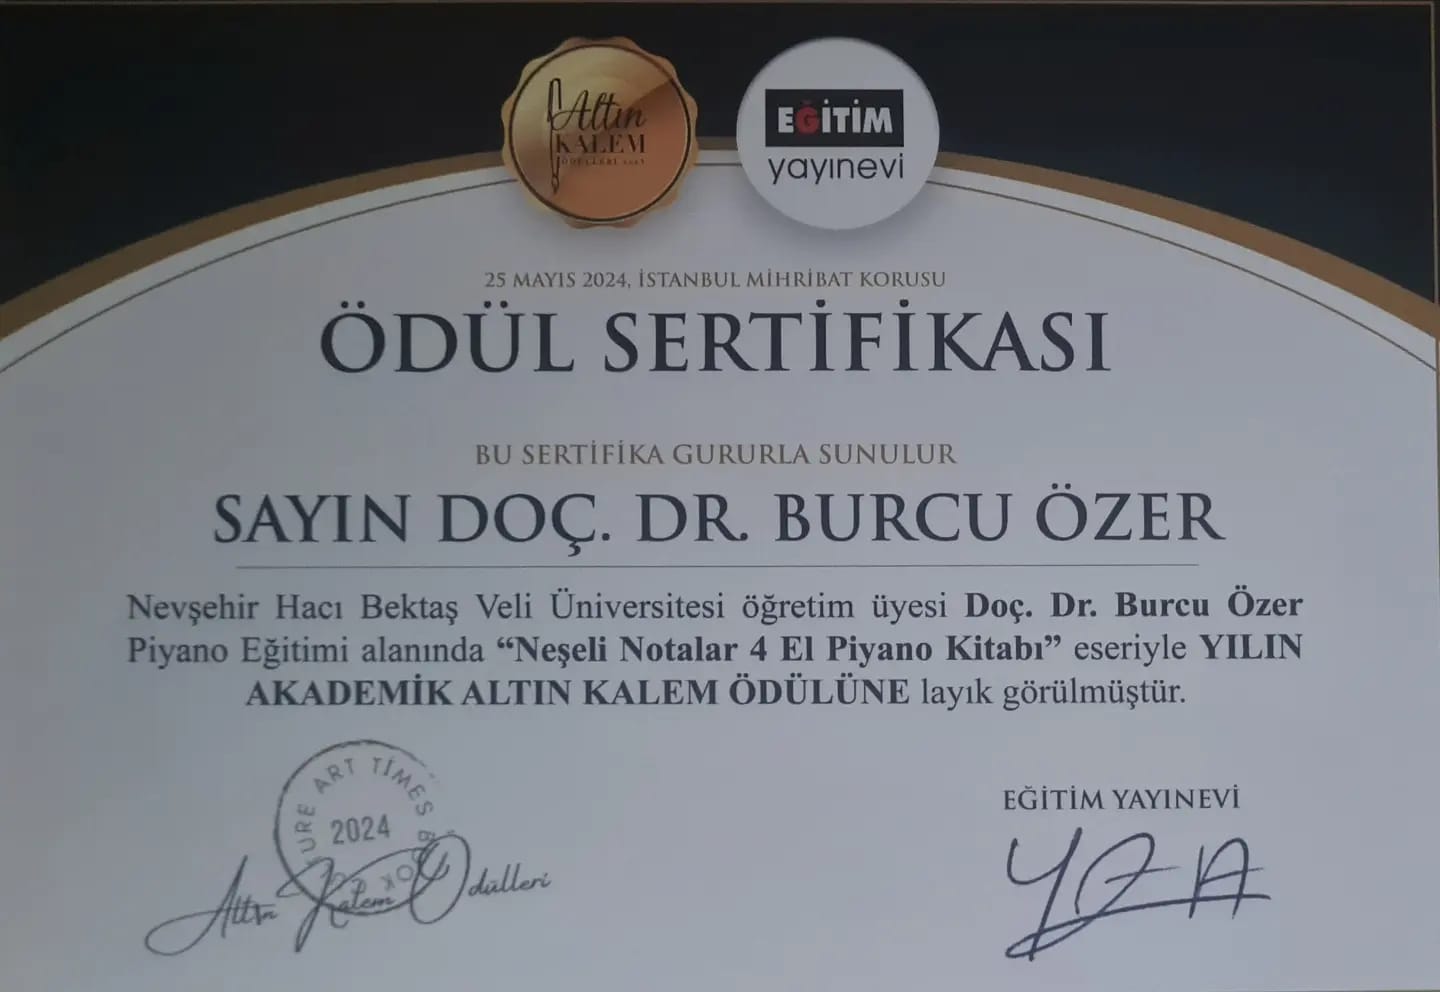 Altın
KALEM
EĞİTİM
yayınevi
25 MAYIS 2024, İSTANBUL MİHRİBAT KORUSU
ÖDÜL SERTİFİKASI
BU SERTİFİKA GURURLA SUNULUR
SAYIN DOÇ. DR. BURCU ÖZER
Nevşehir Hacı Bektaş Veli Üniversitesi öğretim üyesi Doç. Dr. Burcu Özer
Piyano Eğitimi alanında “Neşeli Notalar 4 El Piyano Kitabı” eseriyle YILIN
AKADEMİK ALTIN KALEM ÖDÜLÜNE layık görülmüştür.
ART TİMES
2024
Altın Kalem Ödülleri
EĞİTİM YAYINEVİ